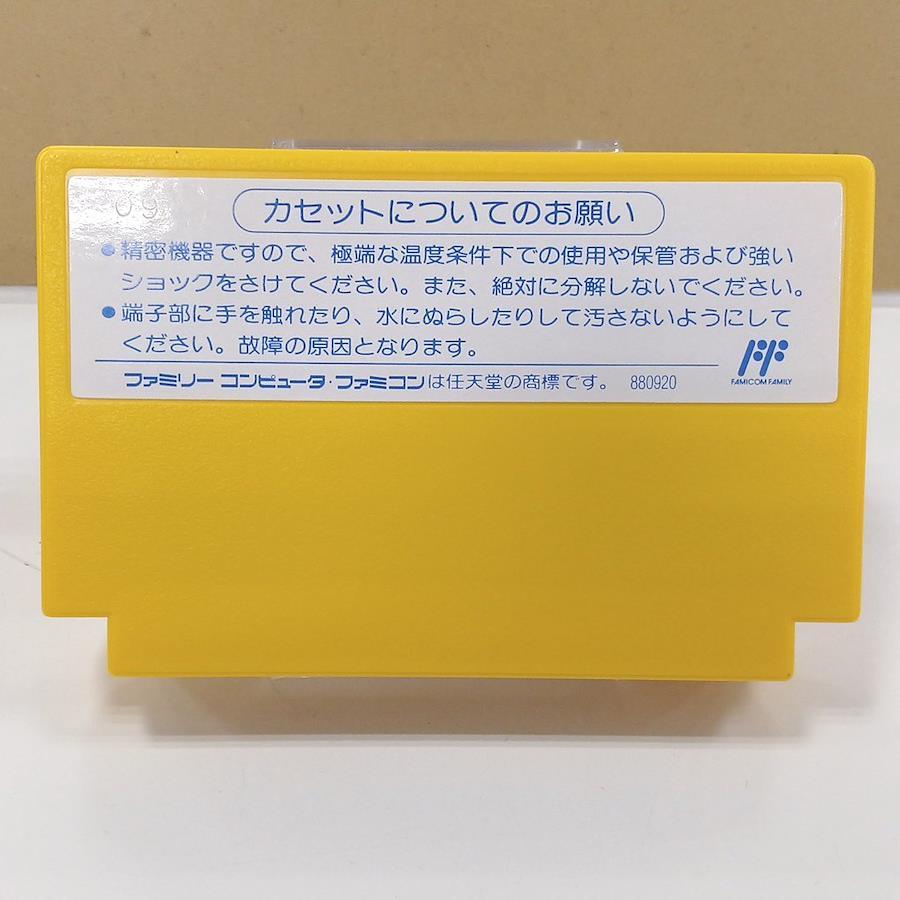 09
カセットについてのお願い
●精密機器ですので、極端な温度条件下での使用や保管および強い
ショックをさけてください。また、絶対に分解しないでください。
●端子部に手を触れたり、水にぬらしたりして汚さないようにして
ください。故障の原因となります。
FF
FAMICOM FAMILY
ファミリー コンピュータ・ファミコンは任天堂の商標です。 880920